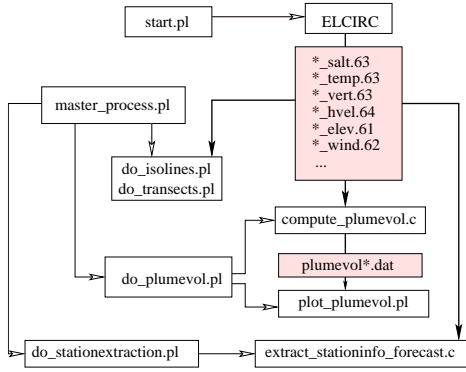 start.pl
ELCIRC
*_salt.63
*_temp.63
*_vert.63
*_hvel.64
*_elev.61
*_wind.62
...
master_process.pl
do_isolines.pl
do_transects.pl
compute_plumevol.c
plumevol*.dat
do_plumevol.pl
plot_plumevol.pl
do_stationextraction.pl
extract_stationinfo_forecast.c